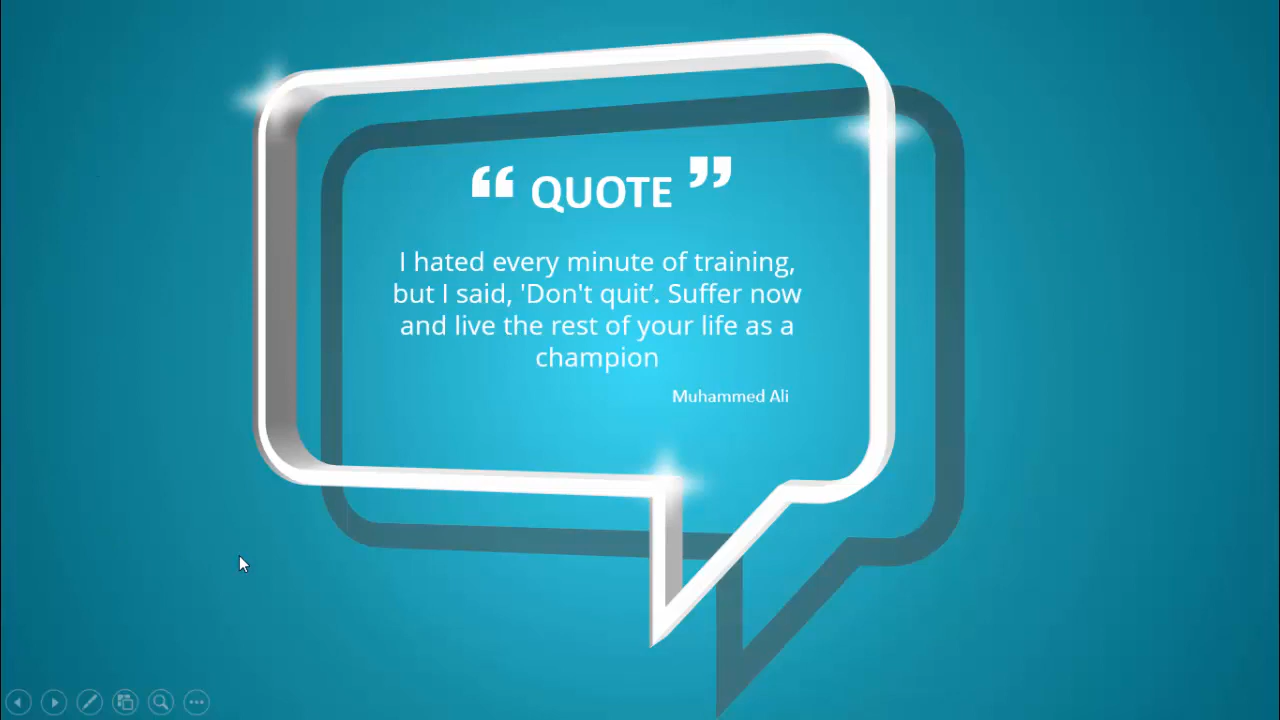 “ QUOTE ”
I hated every minute of training,
but I said, 'Don't quit’. Suffer now
and live the rest of your life as a
champion
Muhammed Ali